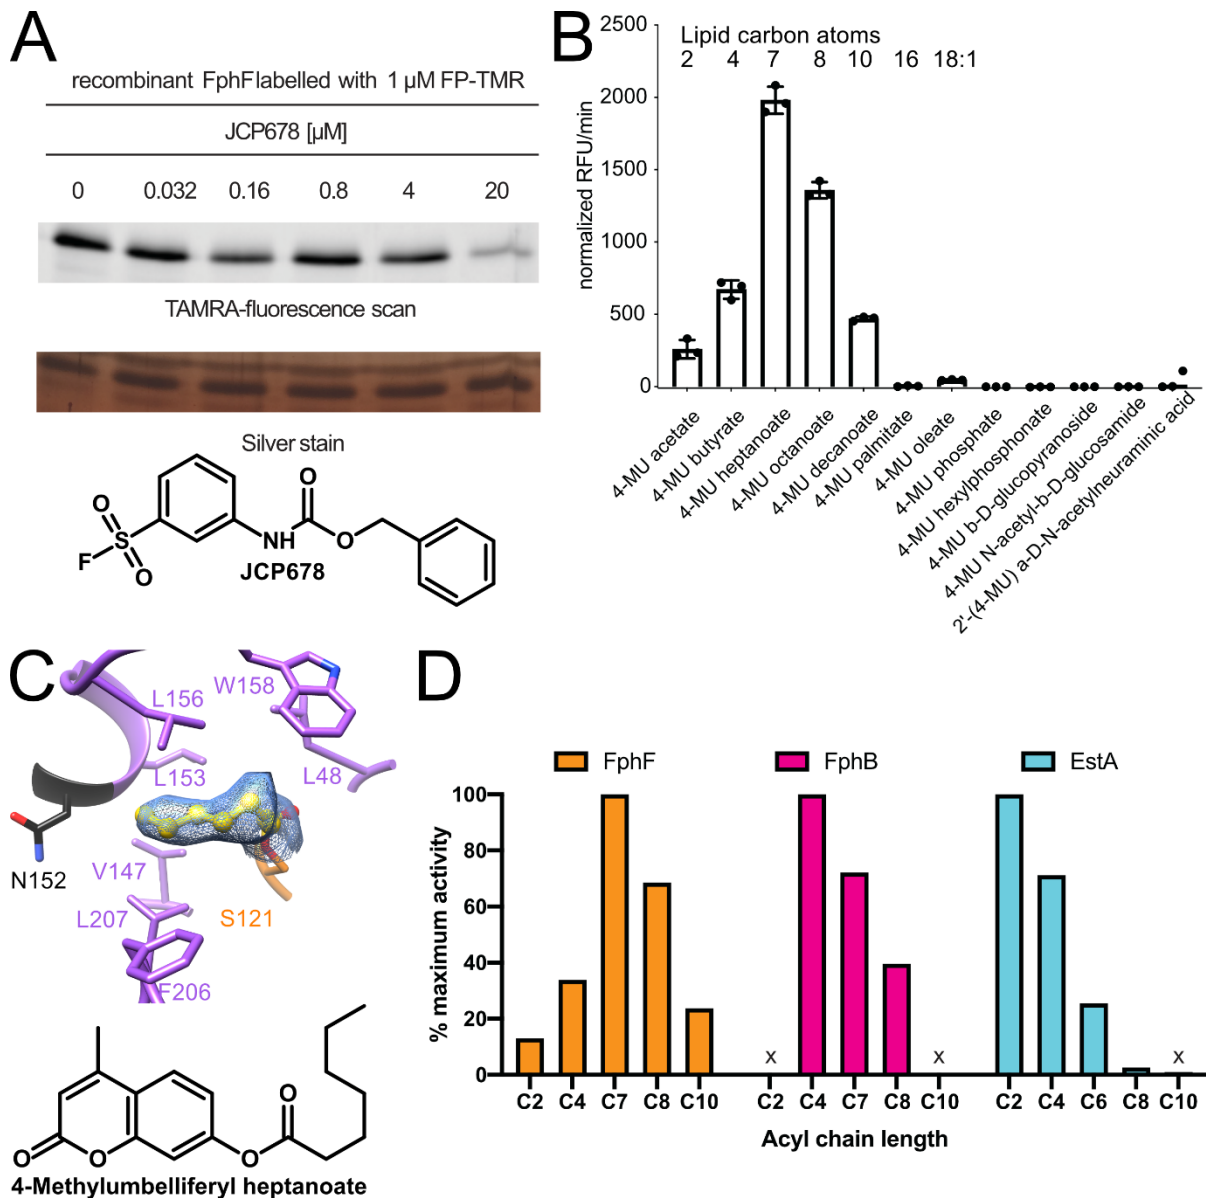 A
recombinant FphF labelled with 1 µM FP-TMR
JCP678 [µM]
0 0.032 0.16 0.8 4 20
TAMRA-fluorescence scan
Silver stain
O
O
S
F
O
NH
O
JCP678
B
Lipid carbon atoms
2 4 7 8 10 16 18:1
normalized RFU/min
2500
2000
1500
1000
500
0
4-MU acetate
4-MU butyrate
4-MU heptanoate
4-MU octanoate
4-MU decanoate
4-MU palmitate
4-MU oleate
4-MU phosphate
4-MU hexylphosphonate
4-MU b-D-glucopyranoside
4-MU N-acetyl-b-D-glucosamide
2'-(4-MU) a-D-N-acetylneuraminic acid
C
L156
W158
L153
L48
N152
V147
L207
S121
F206
O
O
O
O
4-Methylumbelliferyl heptanoate
D
FphF FphB EstA
% maximum activity
100
80
60
40
20
0
x x x
C2 C4 C7 C8 C10 C2 C4 C7 C8 C10 C2 C4 C6 C8 C10
Acyl chain length